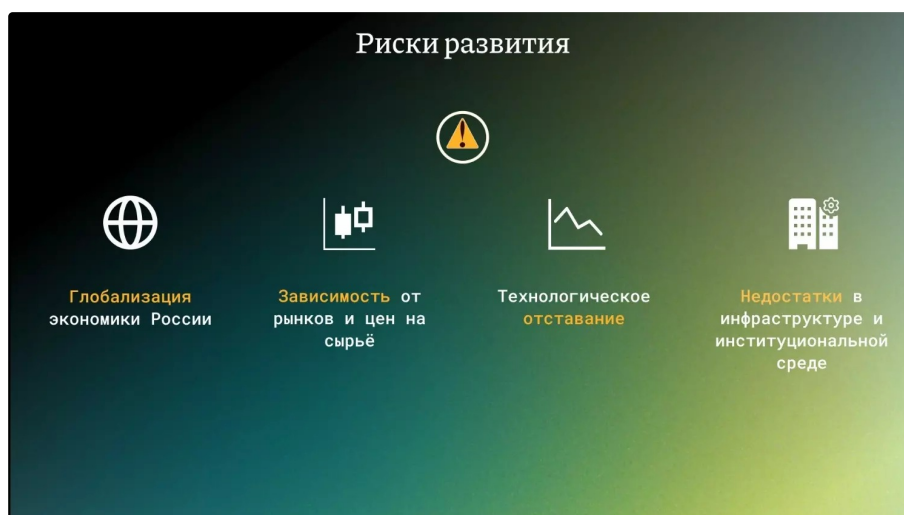 Риски развития
Глобализация
экономики России
Зависимость от
рынков и цен на
сырьё
Технологическое
отставание
Недостатки в
инфраструктуре и
институциональной
среде